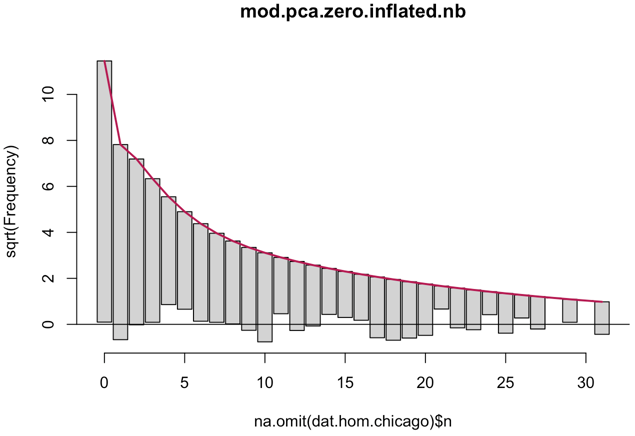 mod.pca.zero.inflated.nb
sqrt(Frequency)
10
8
6
4
2
0
0 5 10 15 20 25 30
na.omit(dat.hom.chicago)$n